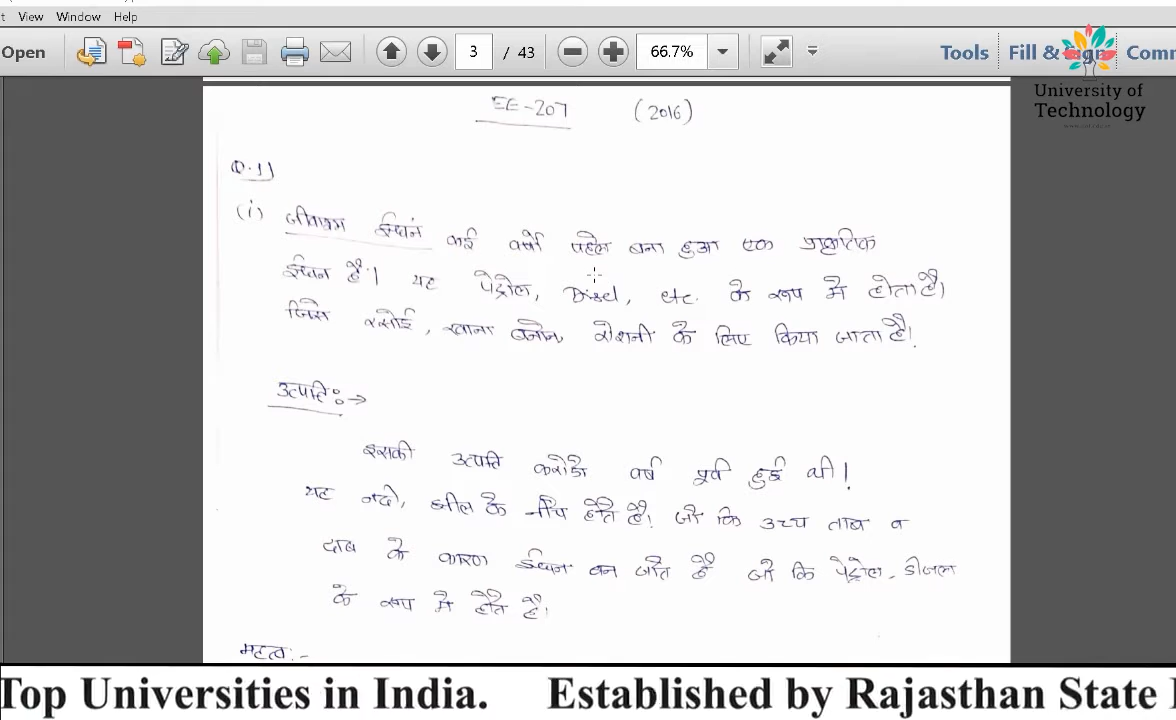 t View Window Help
Open 3 / 43 66.7% Tools Fill & Sign Comm
University of
Technology
EE-207 (2016)
Q.1)
(i) जीवाश्म ईंधन कई वर्षो पहले बना हुआ एक प्राकृतिक
ईंधन है। यह पेट्रोल, Disel, etc. के रूप मे होता है।
जिसे रसोई, खाना बनाने, रोशनी के लिए किया जाता है।
उत्पति:→
इसकी उत्पति करोडो वर्ष पूर्व हुई थी!
यह नदी, झील के नीचे होते है। जो कि उच्च ताब व
दाब के कारण ईंधन बन जाते है जो कि पेट्रोल, डीजल
के रूप मे होते है।
महत्व:-
Top Universities in India. Established by Rajasthan State